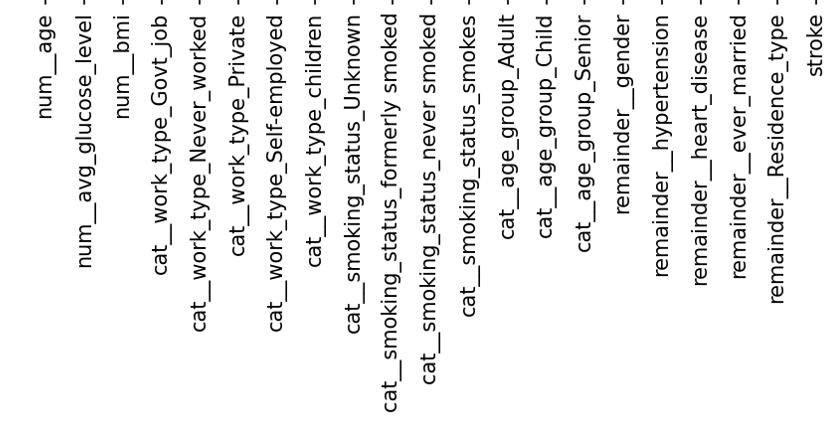 num__age
num__avg_glucose_level
num__bmi
cat__work_type_Govt_job
cat__work_type_Never_worked
cat__work_type_Private
cat__work_type_Self-employed
cat__work_type_children
cat__smoking_status_Unknown
cat__smoking_status_formerly smoked
cat__smoking_status_never smoked
cat__smoking_status_smokes
cat__age_group_Adult
cat__age_group_Child
cat__age_group_Senior
remainder__gender
remainder__hypertension
remainder__heart_disease
remainder__ever_married
remainder__Residence_type
stroke